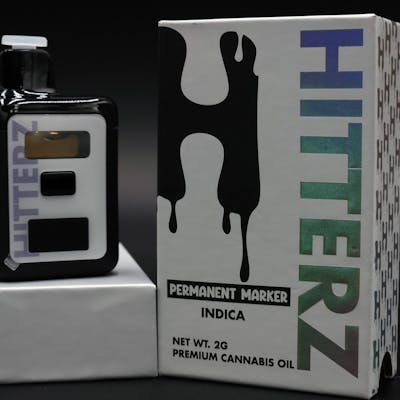 HITTERZ
HITTERZ
PERMANENT MARKER
INDICA
NET WT. 2G
PREMIUM CANNABIS OIL